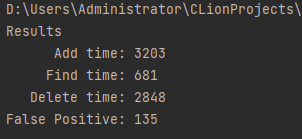 D:\Users\Administrator\CLionProjects\
Results
Add time: 3203
Find time: 681
Delete time: 2848
False Positive: 135